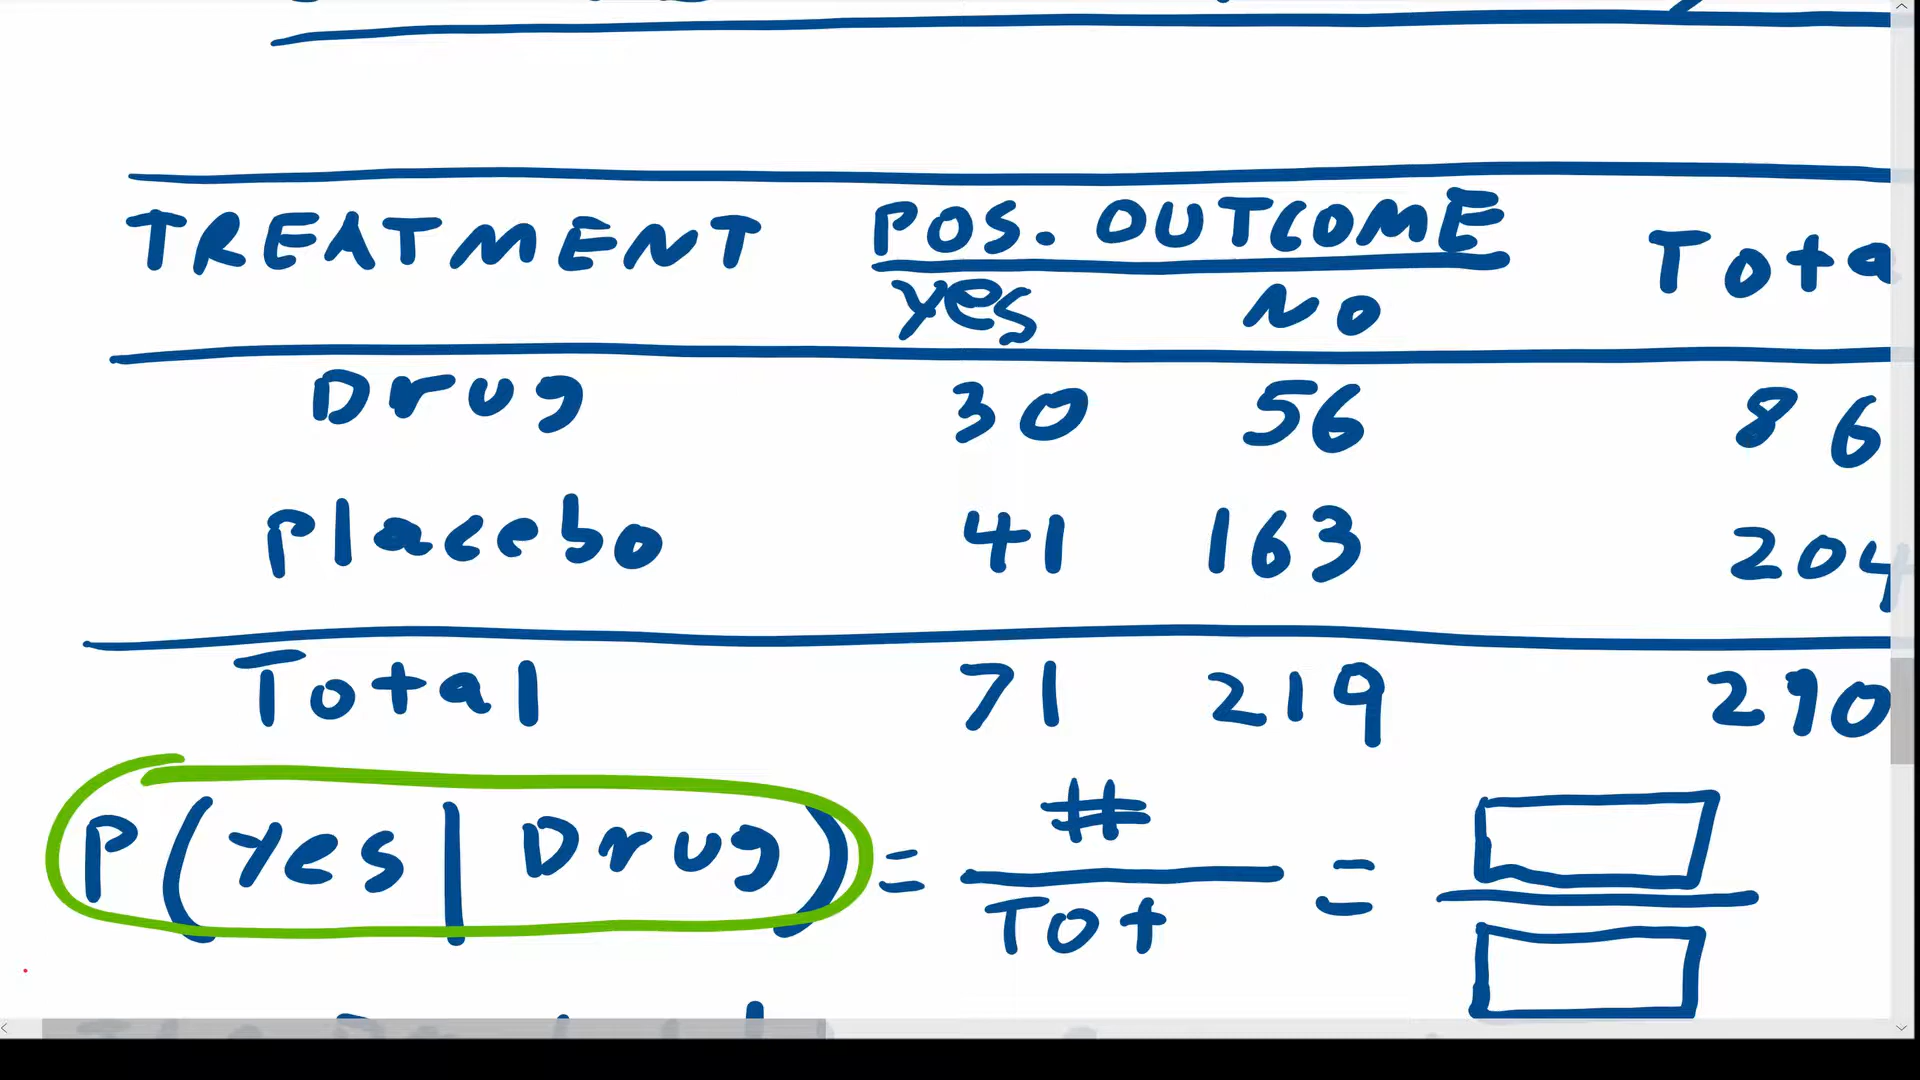 TREATMENT POS. OUTCOME Tota
Yes No
Drug 30 56 86
placebo 41 163 204
Total 71 219 290
P(Yes|Drug) = # / Tot =